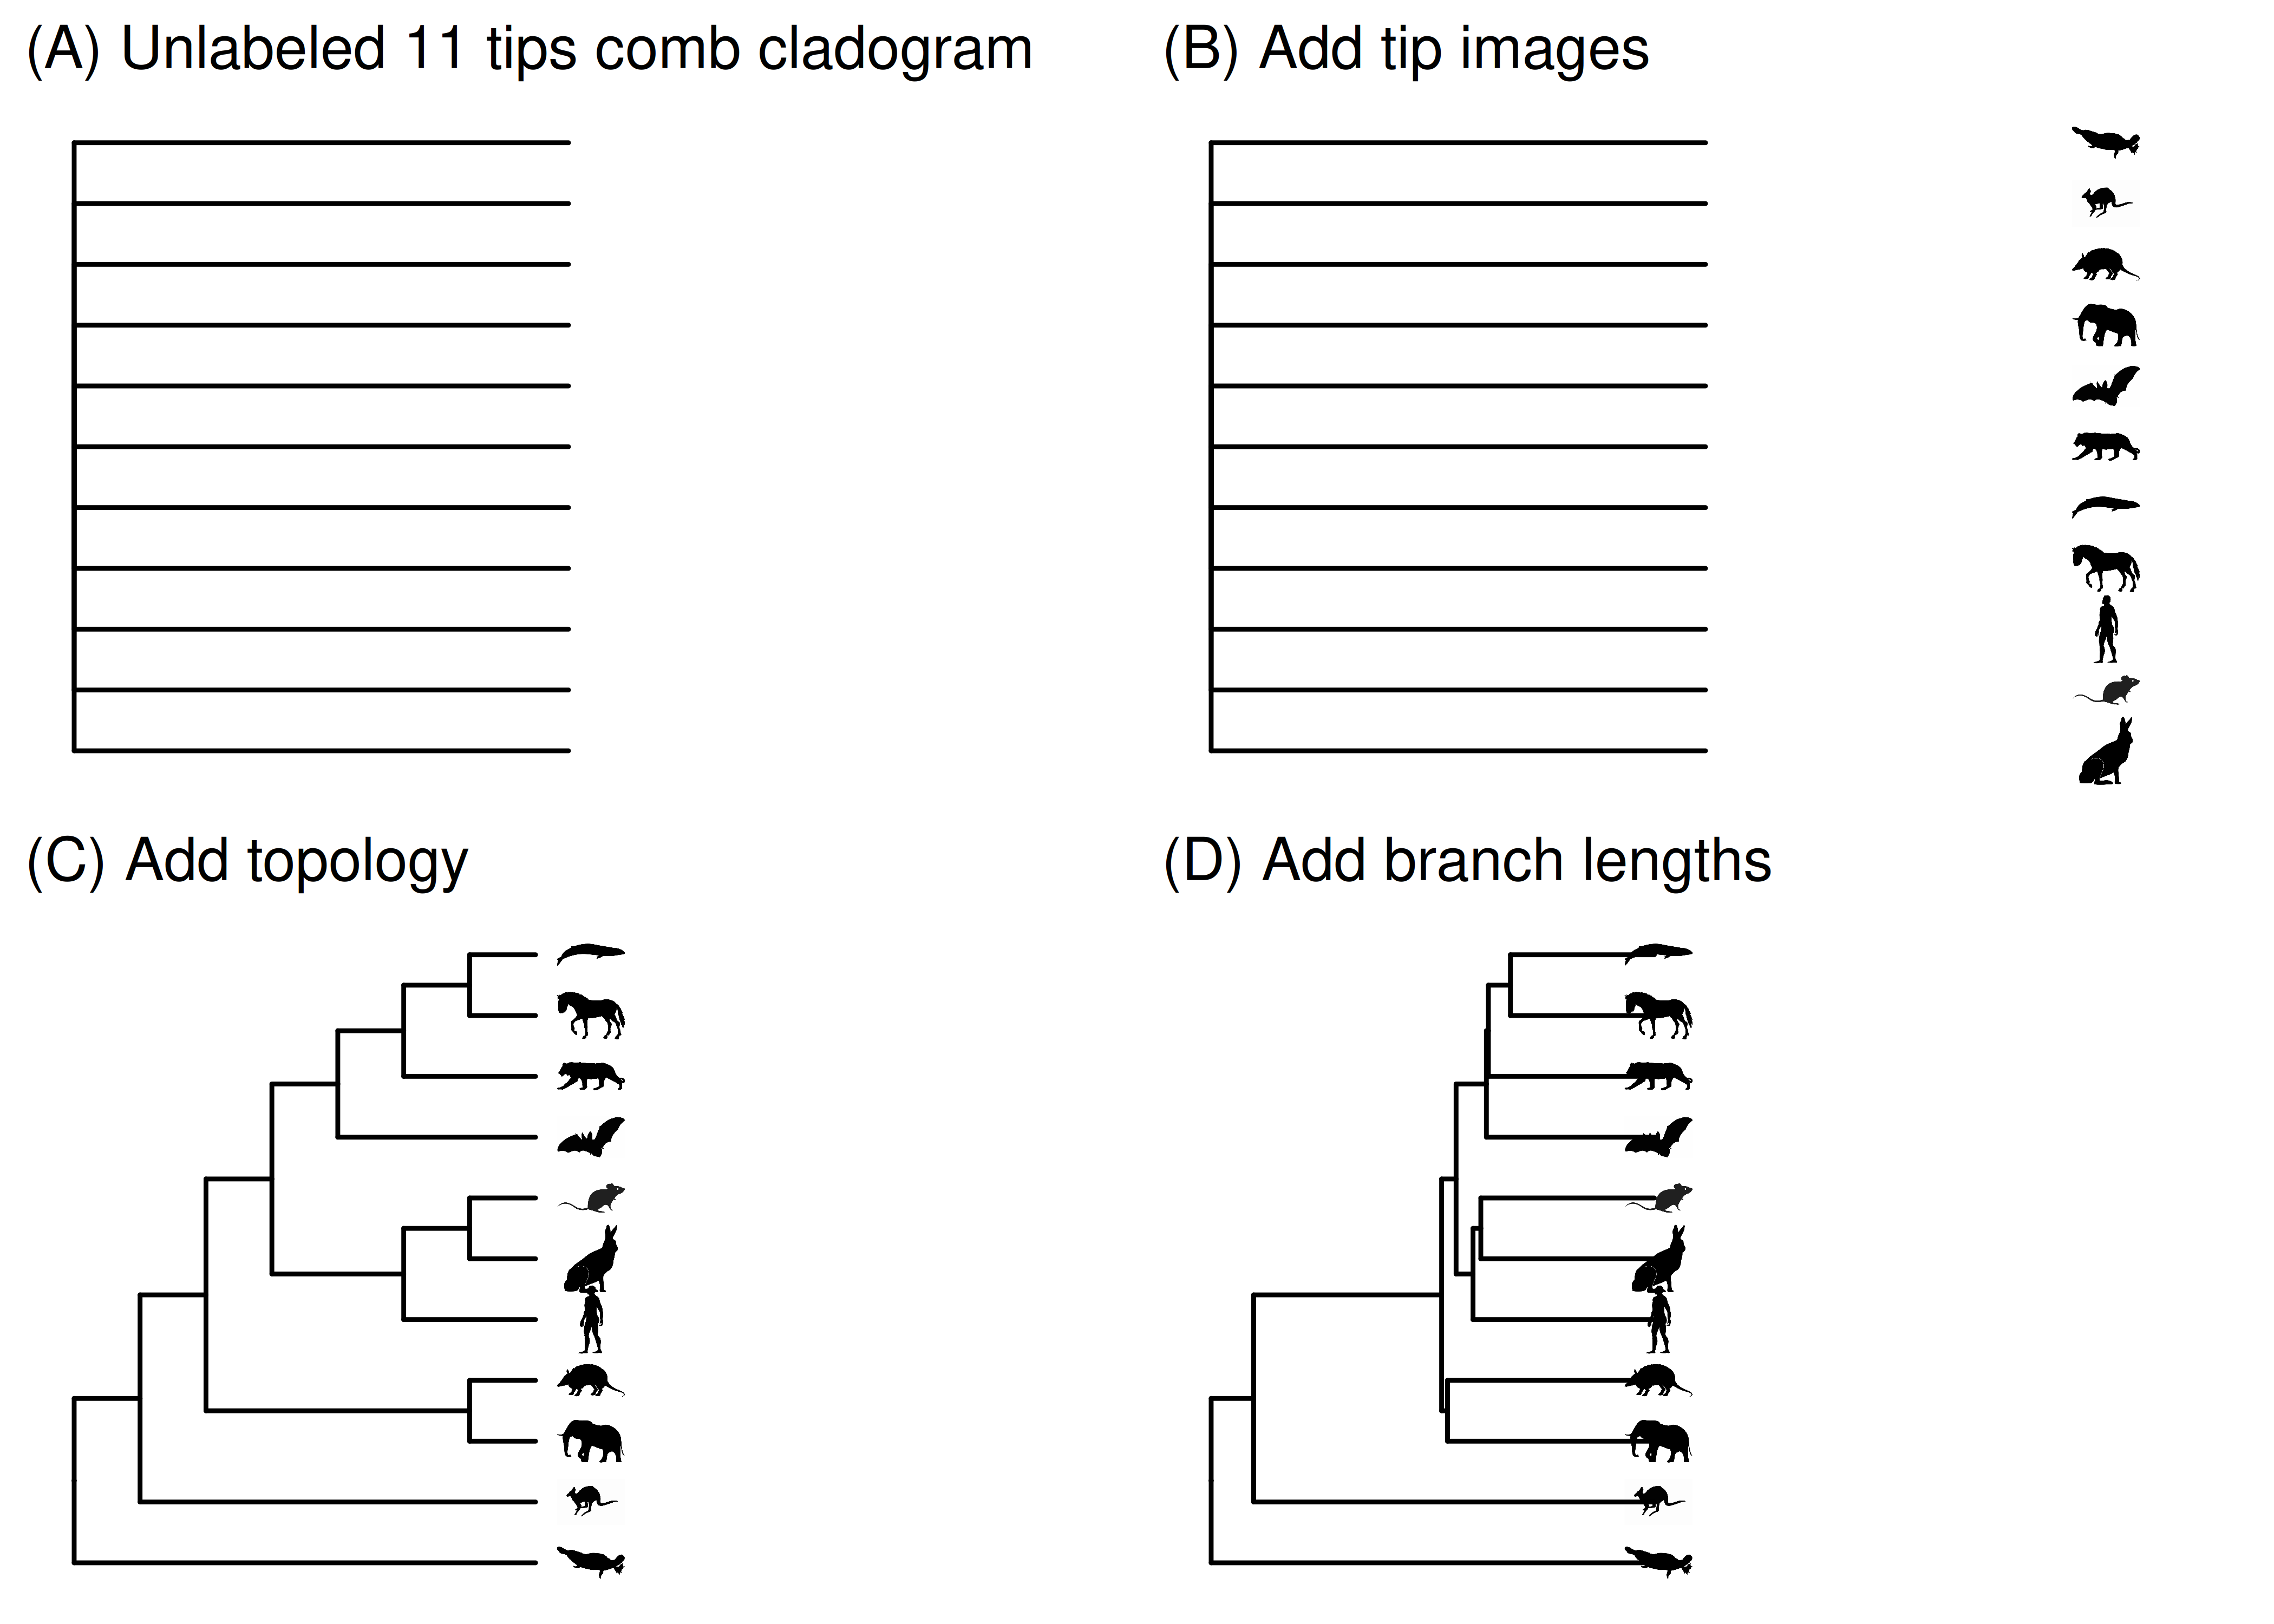 (A) Unlabeled 11 tips comb cladogram
(B) Add tip images
(C) Add topology
(D) Add branch lengths